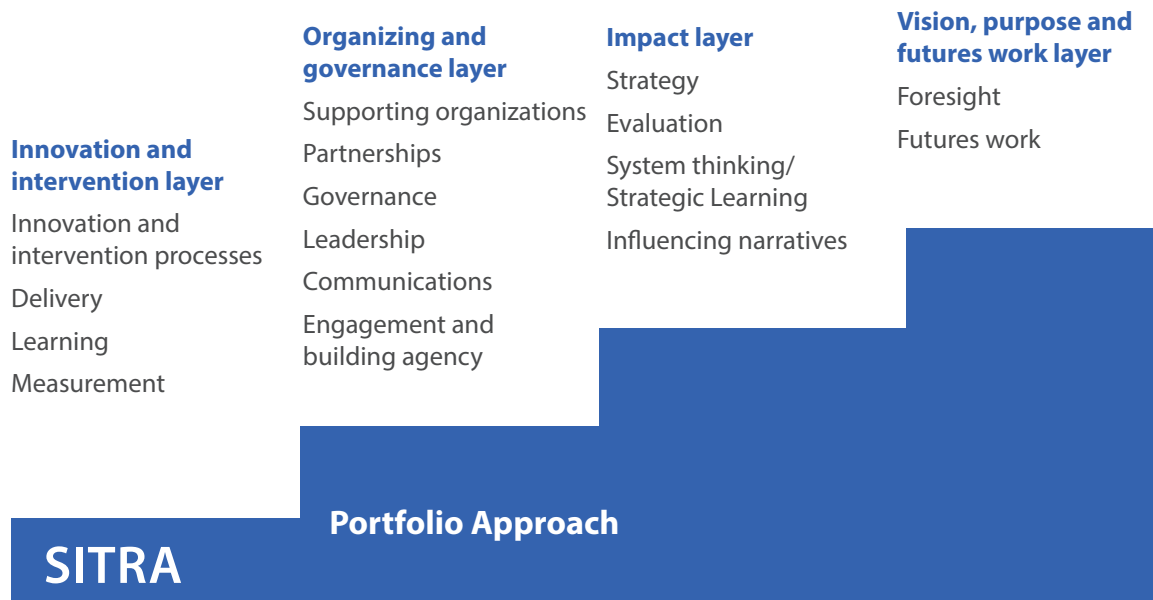 Innovation and
intervention layer
Innovation and
intervention processes
Delivery
Learning
Measurement
Organizing and
governance layer
Supporting organizations
Partnerships
Governance
Leadership
Communications
Engagement and
building agency
Impact layer
Strategy
Evaluation
System thinking/
Strategic Learning
Influencing narratives
Vision, purpose and
futures work layer
Foresight
Futures work
Portfolio Approach
SITRA